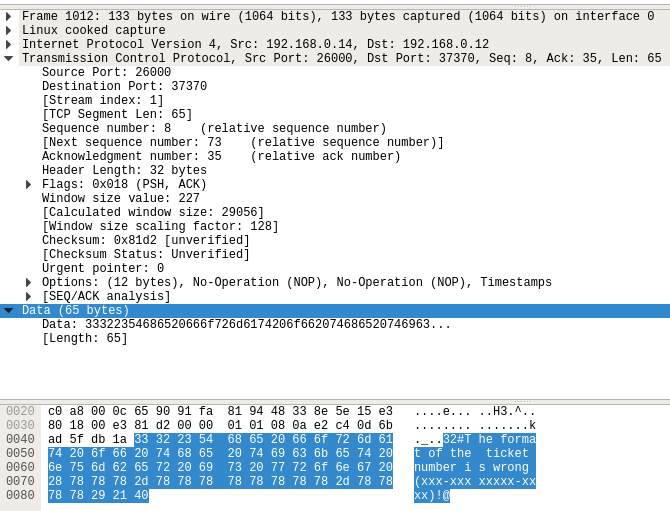 Frame 1012: 133 bytes on wire (1064 bits), 133 bytes captured (1064 bits) on interface 0
Linux cooked capture
Internet Protocol Version 4, Src: 192.168.0.14, Dst: 192.168.0.12
Transmission Control Protocol, Src Port: 26000, Dst Port: 37370, Seq: 8, Ack: 35, Len: 65
Source Port: 26000
Destination Port: 37370
[Stream index: 1]
[TCP Segment Len: 65]
Sequence number: 8    (relative sequence number)
[Next sequence number: 73    (relative sequence number)]
Acknowledgment number: 35    (relative ack number)
Header Length: 32 bytes
Flags: 0x018 (PSH, ACK)
Window size value: 227
[Calculated window size: 29056]
[Window size scaling factor: 128]
Checksum: 0x81d2 [unverified]
[Checksum Status: Unverified]
Urgent pointer: 0
Options: (12 bytes), No-Operation (NOP), No-Operation (NOP), Timestamps
[SEQ/ACK analysis]
Data (65 bytes)
Data: 33322354686520666f726d6174206f662074686520746963...
[Length: 65]
0020  c0 a8 00 0c 65 90 91 fa  81 94 48 33 8e 5e 15 e3   ....e... ..H3.^..
0030  80 18 00 e3 81 d2 00 00  01 01 08 0a e2 c4 0d 6b   ........ .......k
0040  ad 5f db 1a 33 32 23 54  68 65 20 66 6f 72 6d 61   ._..32#T he forma
0050  74 20 6f 66 20 74 68 65  20 74 69 63 6b 65 74 20   t of the  ticket
0060  6e 75 6d 62 65 72 20 69  73 20 77 72 6f 6e 67 20   number i s wrong
0070  28 78 78 78 2d 78 78 78  78 78 78 78 78 2d 78 78   (xxx-xxx xxxxx-xx
0080  78 78 29 21 40   xx)!@